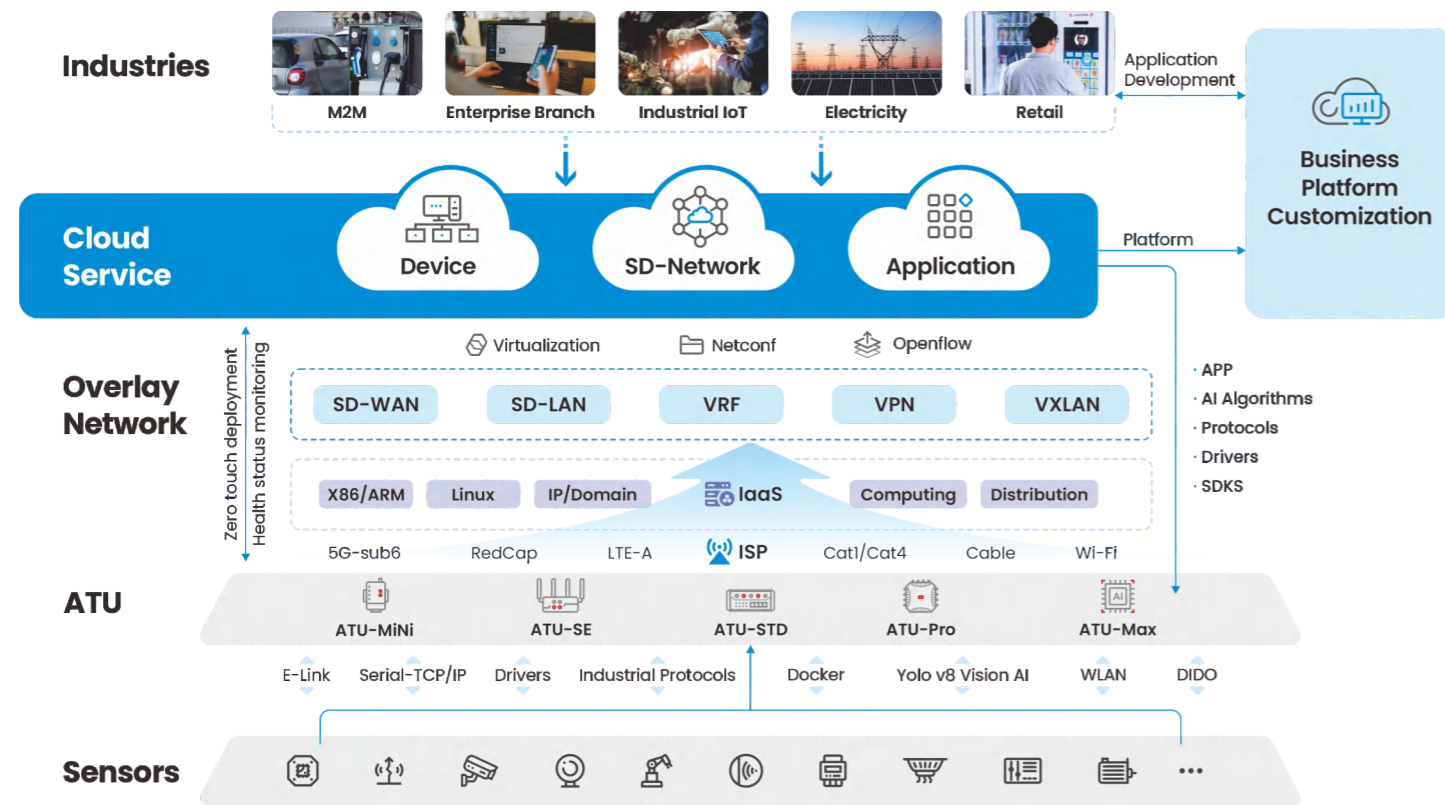 Industries
M2M
Enterprise Branch
Industrial IoT
Electricity
Retail
Application
Development
Business
Platform
Customization
Cloud
Service
Device
SD-Network
Application
Platform
Zero touch deployment
Health status monitoring
Virtualization
Netconf
Openflow
Overlay
Network
SD-WAN
SD-LAN
VRF
VPN
VXLAN
X86/ARM
Linux
IP/Domain
IaaS
Computing
Distribution
· APP
· AI Algorithms
· Protocols
· Drivers
· SDKS
5G-sub6
RedCap
LTE-A
ISP
Cat1/Cat4
Cable
Wi-Fi
ATU
AI
ATU-MiNi
ATU-SE
ATU-STD
ATU-Pro
ATU-Max
E-Link
Serial-TCP/IP
Drivers
Industrial Protocols
Docker
Yolo v8 Vision AI
WLAN
DIDO
Sensors